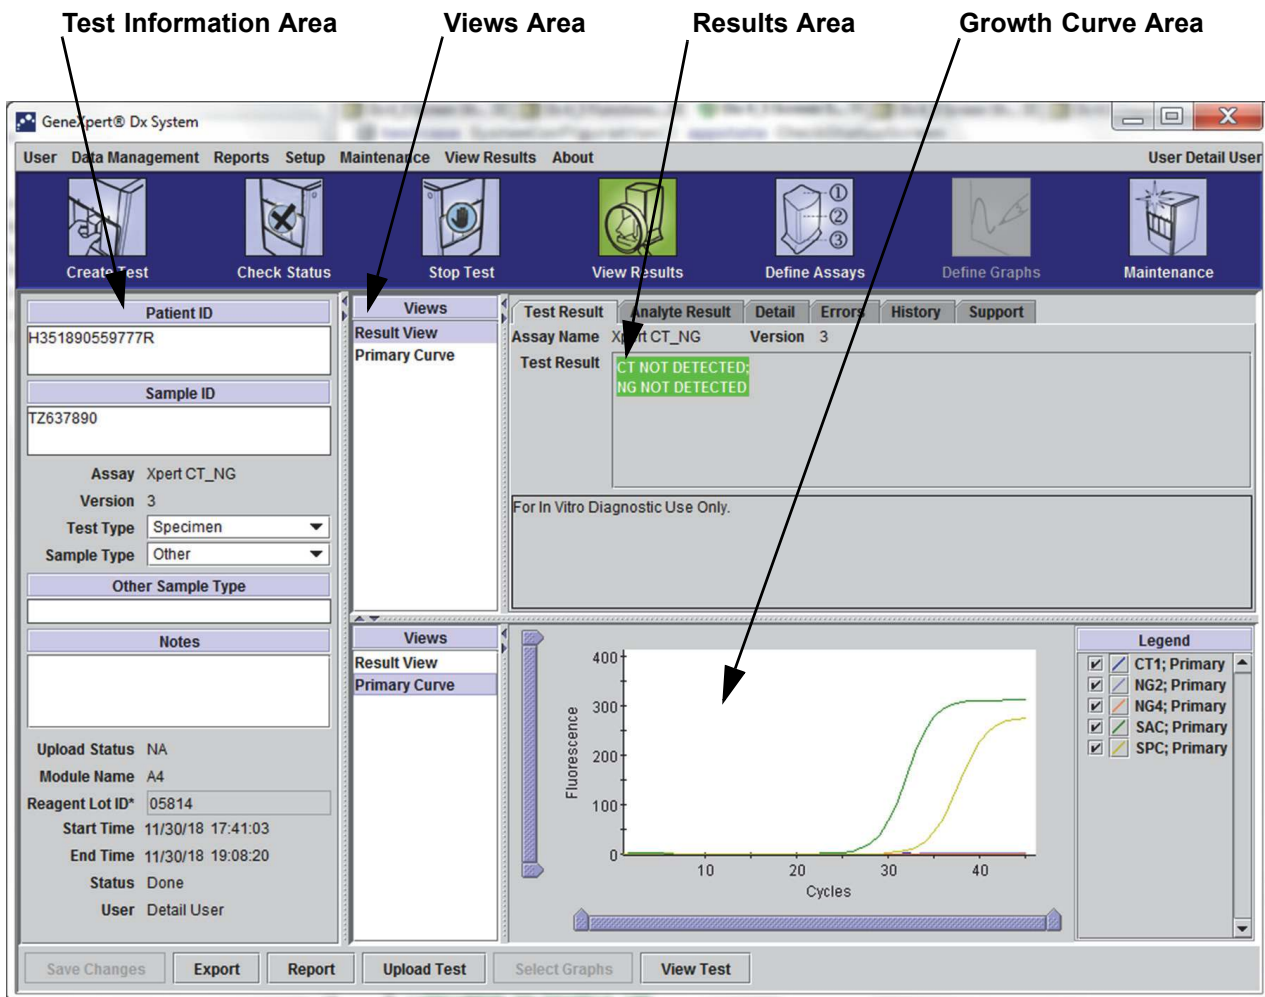 Test Information Area
Views Area
Results Area
Growth Curve Area
GeneXpert® Dx System
User Data Management Reports Setup Maintenance View Results About
User Detail User
Create Test
Check Status
Stop Test
View Results
① ② ③
Define Assays
Define Graphs
Maintenance
Patient ID
H351890559777R
Sample ID
TZ637890
Assay Xpert CT_NG
Version 3
Test Type Specimen
Sample Type Other
Other Sample Type
Notes
Upload Status NA
Module Name A4
Reagent Lot ID* 05814
Start Time 11/30/18 17:41:03
End Time 11/30/18 19:08:20
Status Done
User Detail User
Views
Result View
Primary Curve
Test Result Analyte Result Detail Errors History Support
Assay Name Xpert CT_NG Version 3
Test Result
CT NOT DETECTED;
NG NOT DETECTED
For In Vitro Diagnostic Use Only.
Views
Result View
Primary Curve
Fluorescence
400
300
200
100
0
10 20 30 40
Cycles
Legend
CT1; Primary
NG2; Primary
NG4; Primary
SAC; Primary
SPC; Primary
Save Changes Export Report Upload Test Select Graphs View Test